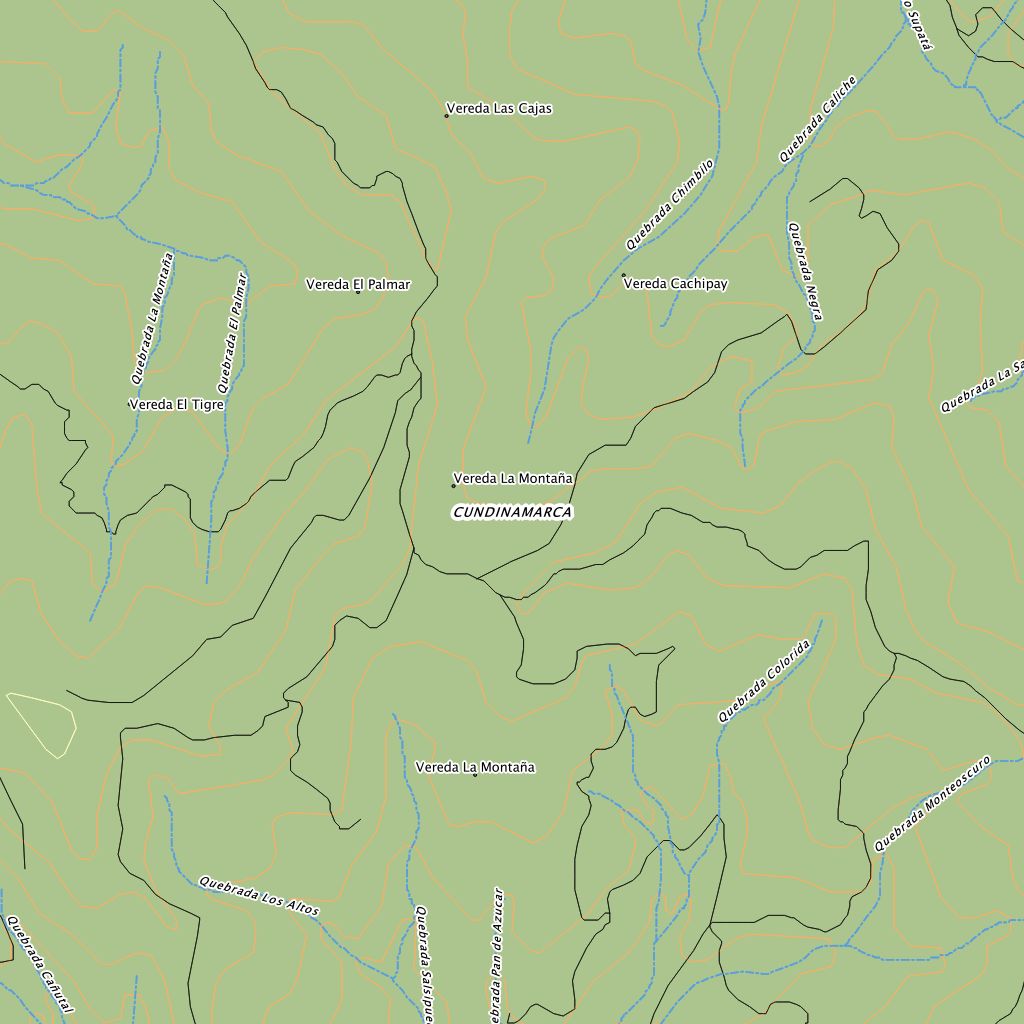 Supatá
Quebrada Caliche
Vereda Las Cajas
Quebrada Chimbilo
Quebrada Negra
Quebrada La Montaña
Quebrada El Palmar
Vereda El Palmar
Vereda Cachipay
Quebrada La
Vereda El Tigre
Vereda La Montaña
CUNDINAMARCA
Quebrada Colorida
Vereda La Montaña
Quebrada Monteoscuro
Quebrada Los Altos
Quebrada Salsipue
ebrada Pan de Azucar
Quebrada Cañutal